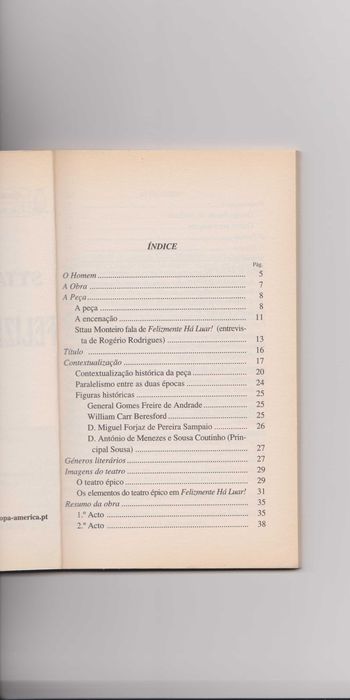 ÍNDICE
Pág.
O Homem ........ 5
A Obra ........ 7
A Peça ........ 8
A peça ........ 8
A encenação ........ 11
Sttau Monteiro fala de Felizmente Há Luar! (entrevis-
ta de Rogério Rodrigues) ........ 13
Título ........ 16
Contextualização ........ 17
Contextualização histórica da peça ........ 20
Paralelismo entre as duas épocas ........ 24
Figuras históricas ........ 25
General Gomes Freire de Andrade ........ 25
William Carr Beresford ........ 25
D. Miguel Forjaz de Pereira Sampaio ........ 26
D. António de Menezes e Sousa Coutinho (Prin-
cipal Sousa) ........ 27
Géneros literários ........ 27
Imagens do teatro ........ 29
O teatro épico ........ 29
Os elementos do teatro épico em Felizmente Há Luar! 31
Resumo da obra ........ 35
1.º Acto ........ 35
2.º Acto ........ 38
opa-america.pt